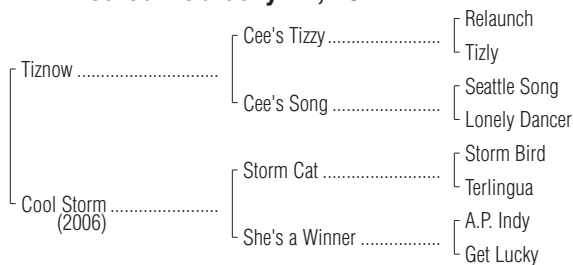 Relaunch
Cee's Tizzy ........................
Tizly
Tiznow ..............................
Seattle Song
Cee's Song .......................
Lonely Dancer
Storm Bird
Storm Cat .........................
Terlingua
Cool Storm .......................
(2006)
A.P. Indy
She's a Winner .................
Get Lucky